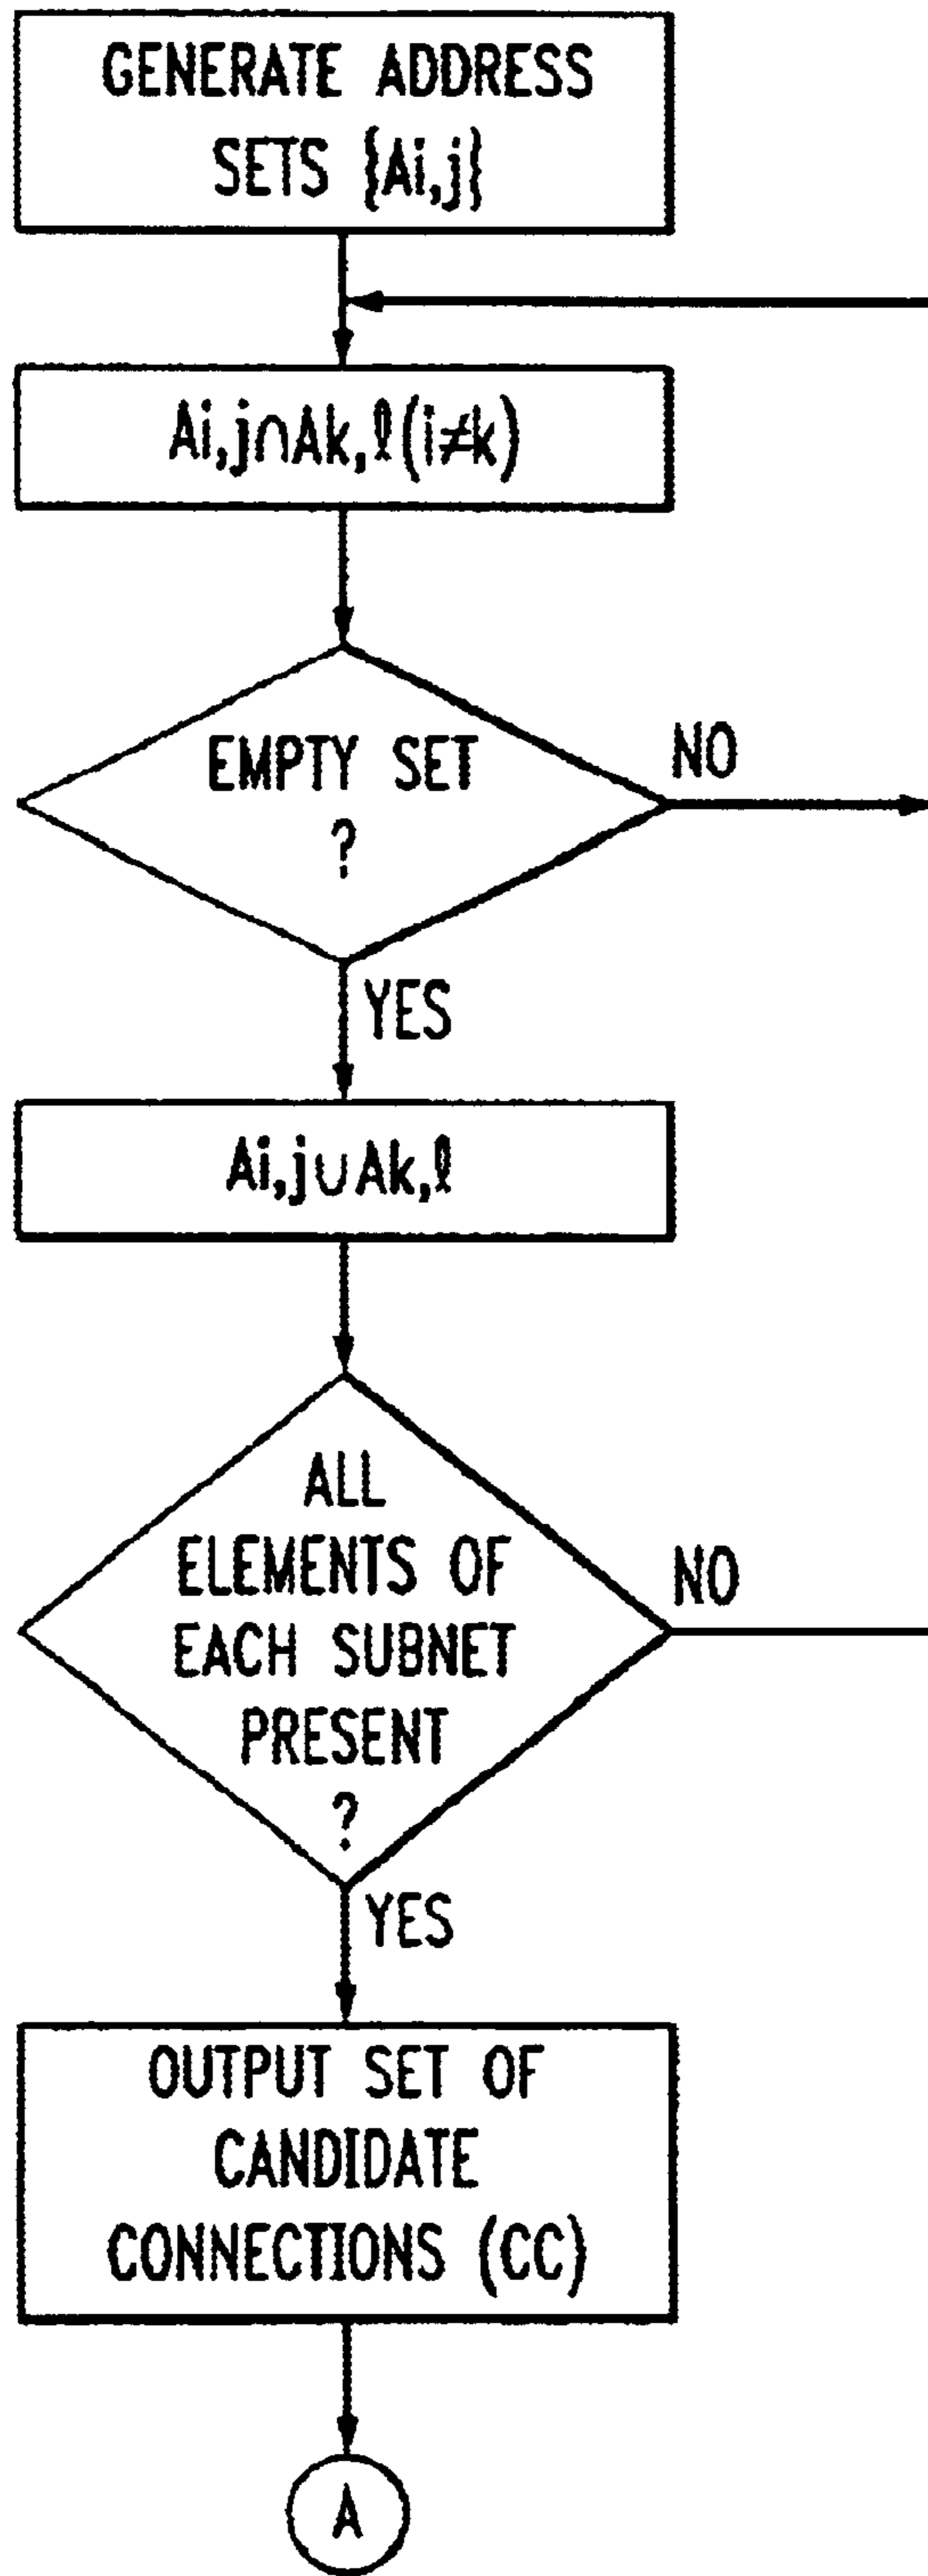 GENERATE ADDRESS
SETS {Ai,j{
Ai,j∩Ak,ℓ(i≠k)
EMPTY SET
?
NO
YES
Ai,j∪Ak,ℓ
ALL
ELEMENTS OF
EACH SUBNET
PRESENT
?
NO
YES
OUTPUT SET OF
CANDIDATE
CONNECTIONS (CC)
A